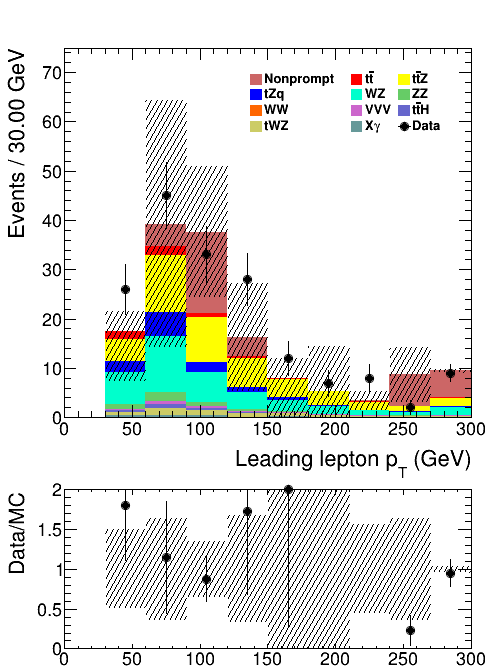 Events / 30.00 GeV
70
60
50
40
30
20
10
0
Nonprompt tt̄ tt̄Z
tZq WZ ZZ
WW VVV tt̄H
tWZ Xγ Data
0 50 100 150 200 250 300
Leading lepton p_T (GeV)
Data/MC
2
1.5
1
0.5
0
0 50 100 150 200 250 300